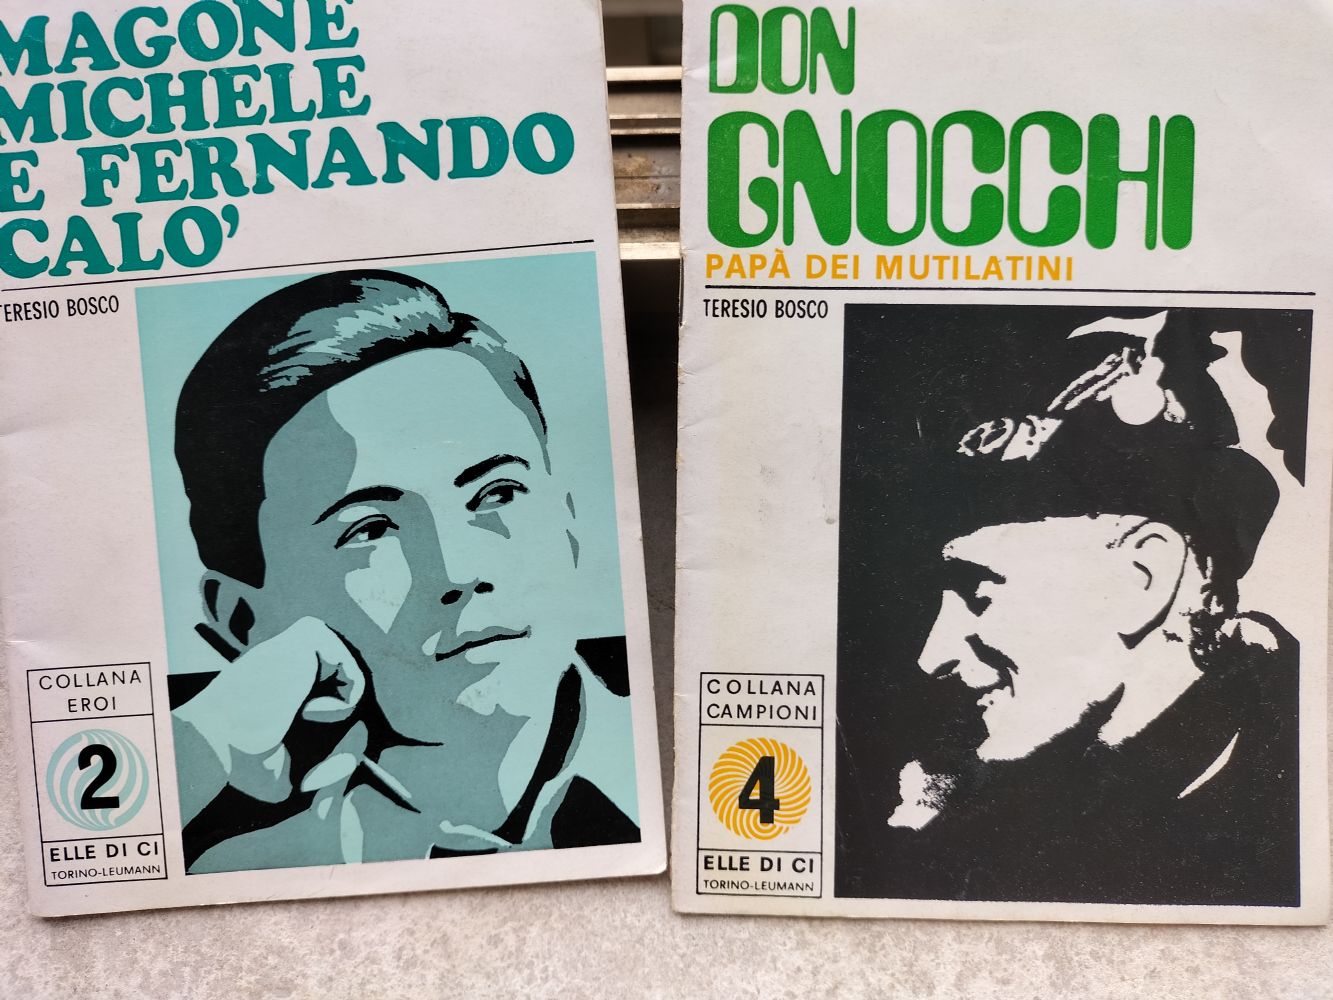 MAGONE
MICHELE
E FERNANDO
CALO'
TERESIO BOSCO
COLLANA
EROI
2
ELLE DI CI
TORINO-LEUMANN
DON
GNOCCHI
PAPÀ DEI MUTILATINI
TERESIO BOSCO
COLLANA
CAMPIONI
4
ELLE DI CI
TORINO-LEUMANN